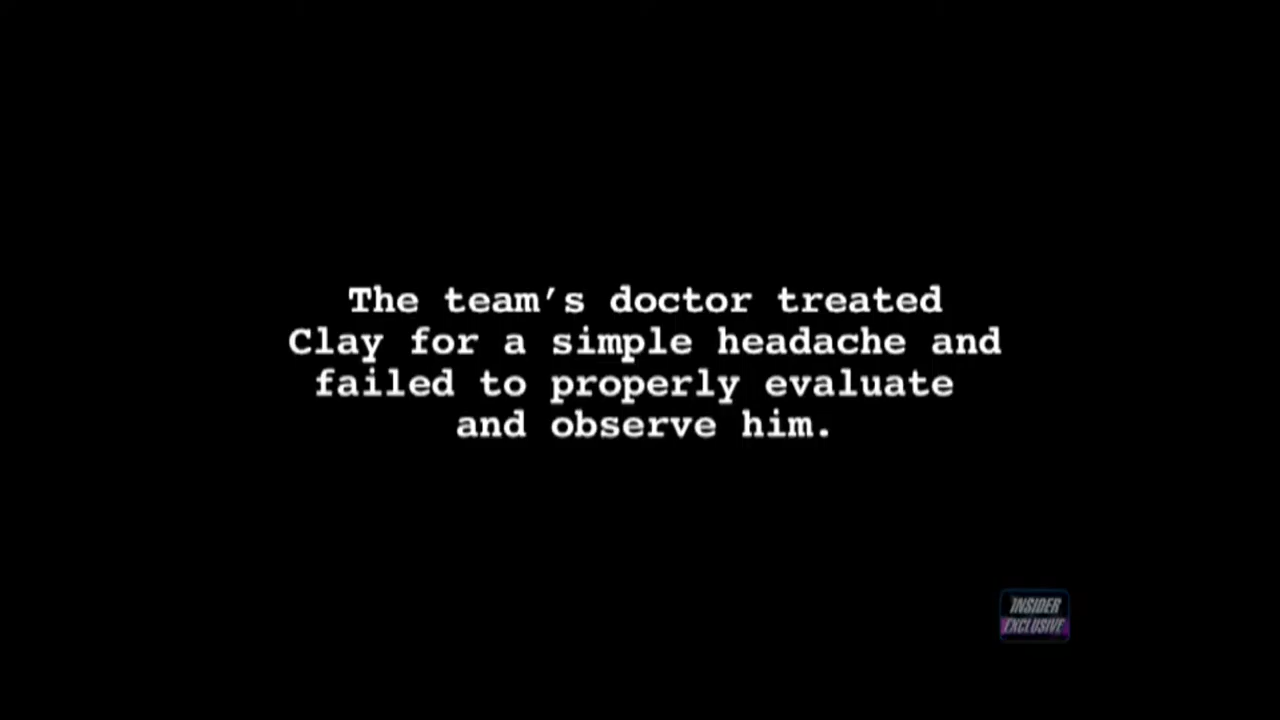 The team’s doctor treated
Clay for a simple headache and
failed to properly evaluate
and observe him.
INSIDER
EXCLUSIVE